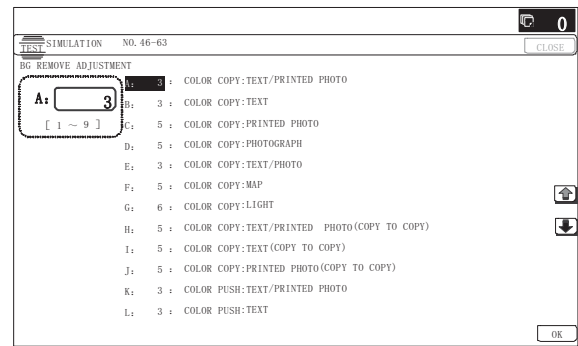 0
TEST SIMULATION NO. 46-63
CLOSE
BG REMOVE ADJUSTMENT
A: 3
[ 1 ～ 9 ]
A: 3 : COLOR COPY:TEXT/PRINTED PHOTO
B: 3 : COLOR COPY:TEXT
C: 5 : COLOR COPY:PRINTED PHOTO
D: 5 : COLOR COPY:PHOTOGRAPH
E: 3 : COLOR COPY:TEXT/PHOTO
F: 5 : COLOR COPY:MAP
G: 6 : COLOR COPY:LIGHT
H: 5 : COLOR COPY:TEXT/PRINTED PHOTO(COPY TO COPY)
I: 5 : COLOR COPY:TEXT(COPY TO COPY)
J: 5 : COLOR COPY:PRINTED PHOTO(COPY TO COPY)
K: 3 : COLOR PUSH:TEXT/PRINTED PHOTO
L: 3 : COLOR PUSH:TEXT
OK